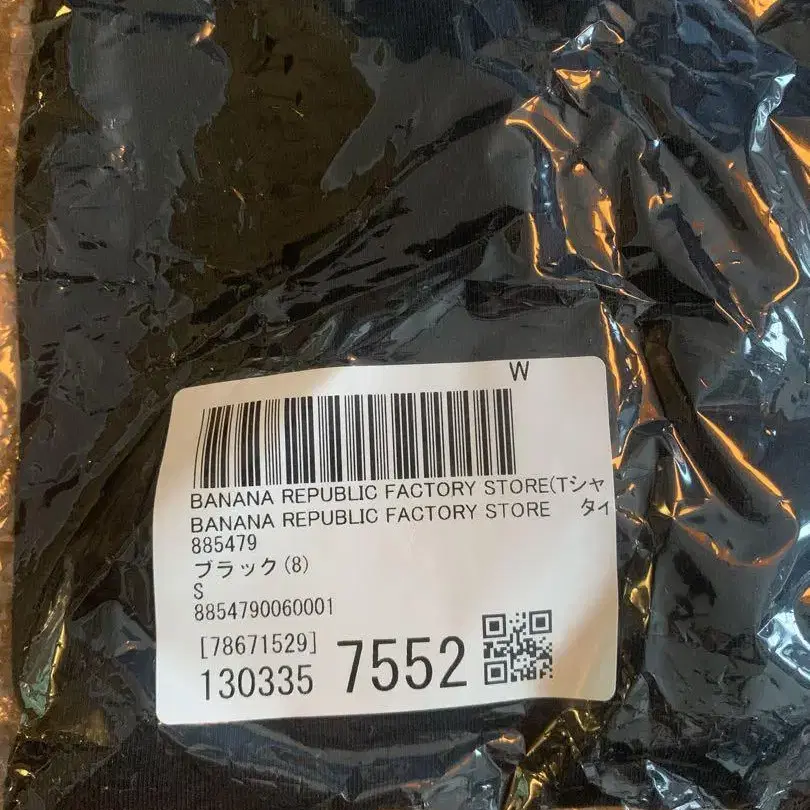 W
BANANA REPUBLIC FACTORY STORE(Tシャ
BANANA REPUBLIC FACTORY STORE タイ
885479
ブラック(8)
S
8854790060001
[78671529]
130335 7552